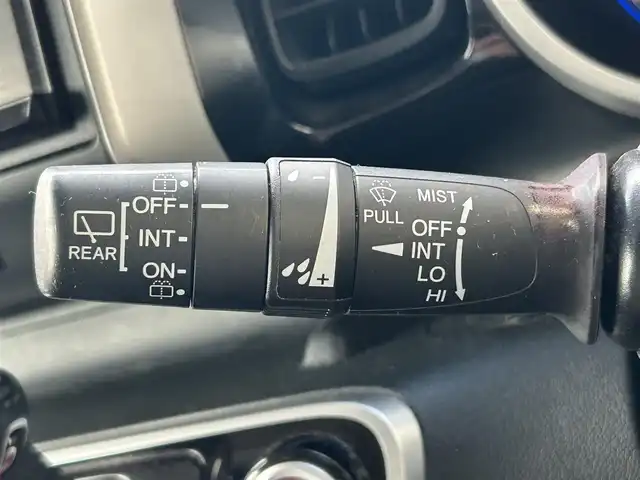 REAR
OFF
INT
ON
- 
+
PULL
MIST
OFF
INT
LO
HI